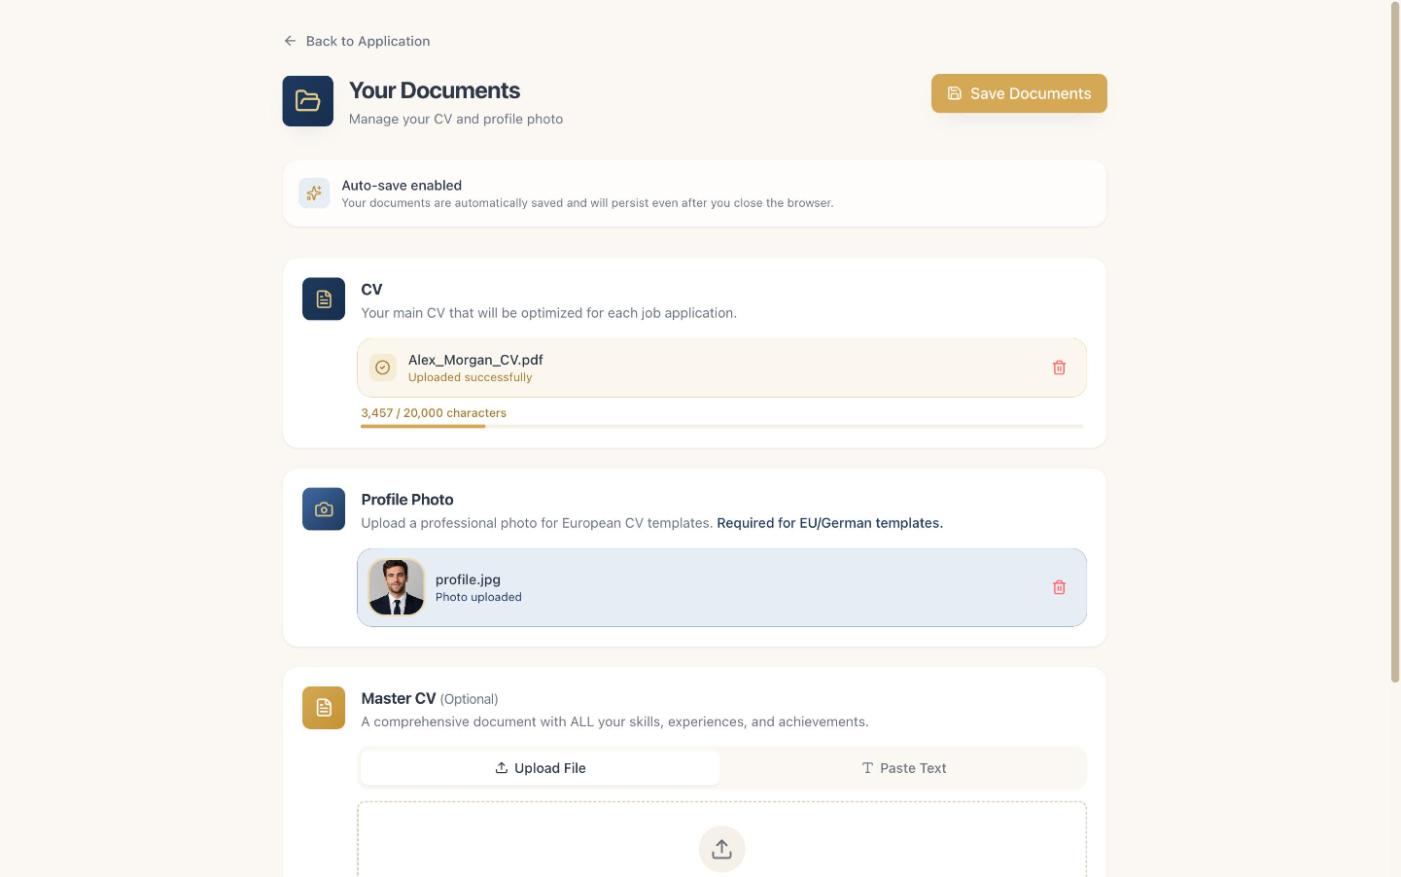 Back to Application
Your Documents
Manage your CV and profile photo
Save Documents
Auto-save enabled
Your documents are automatically saved and will persist even after you close the browser.
CV
Your main CV that will be optimized for each job application.
Alex_Morgan_CV.pdf
Uploaded successfully
3,457 / 20,000 characters
Profile Photo
Upload a professional photo for European CV templates. Required for EU/German templates.
profile.jpg
Photo uploaded
Master CV (Optional)
A comprehensive document with ALL your skills, experiences, and achievements.
Upload File
Paste Text